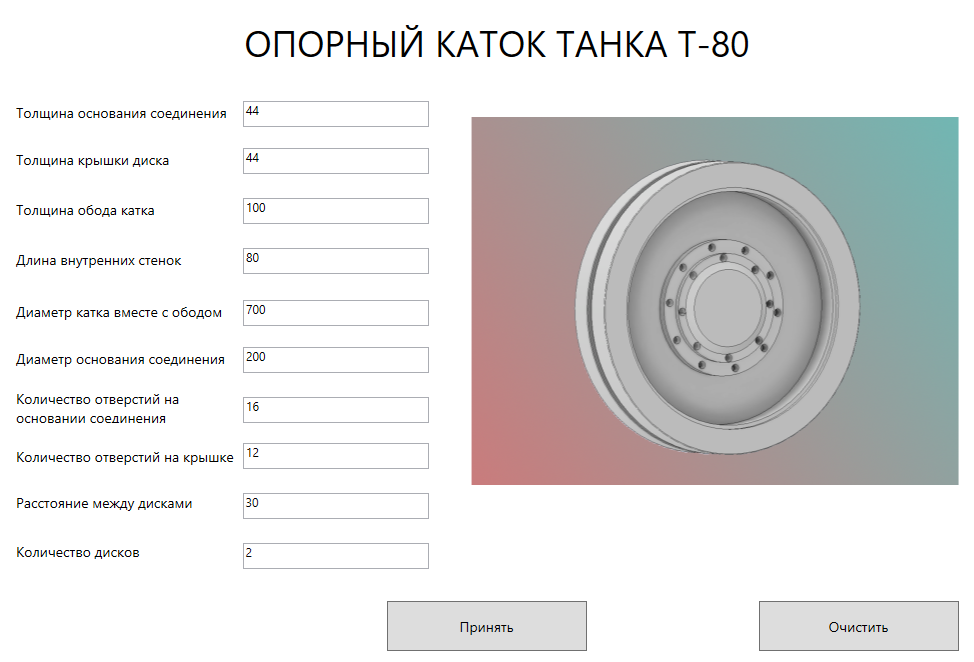 ОПОРНЫЙ КАТОК ТАНКА Т-80
Толщина основания соединения 44
Толщина крышки диска 44
Толщина обода катка 100
Длина внутренних стенок 80
Диаметр катка вместе с ободом 700
Диаметр основания соединения 200
Количество отверстий на
основании соединения 16
Количество отверстий на крышке 12
Расстояние между дисками 30
Количество дисков 2
Принять Очистить